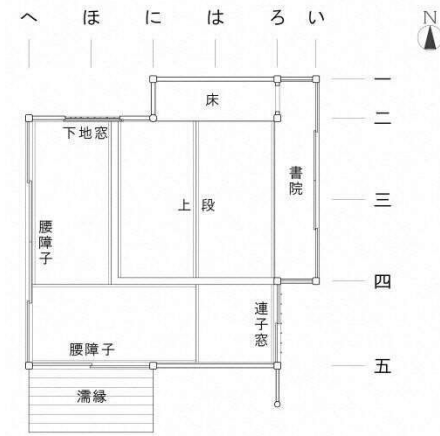 へ ほ に は ろ い
N
一
床
二
下地窓
上段
書院
三
腰障子
四
連子窓
腰障子
五
濡縁